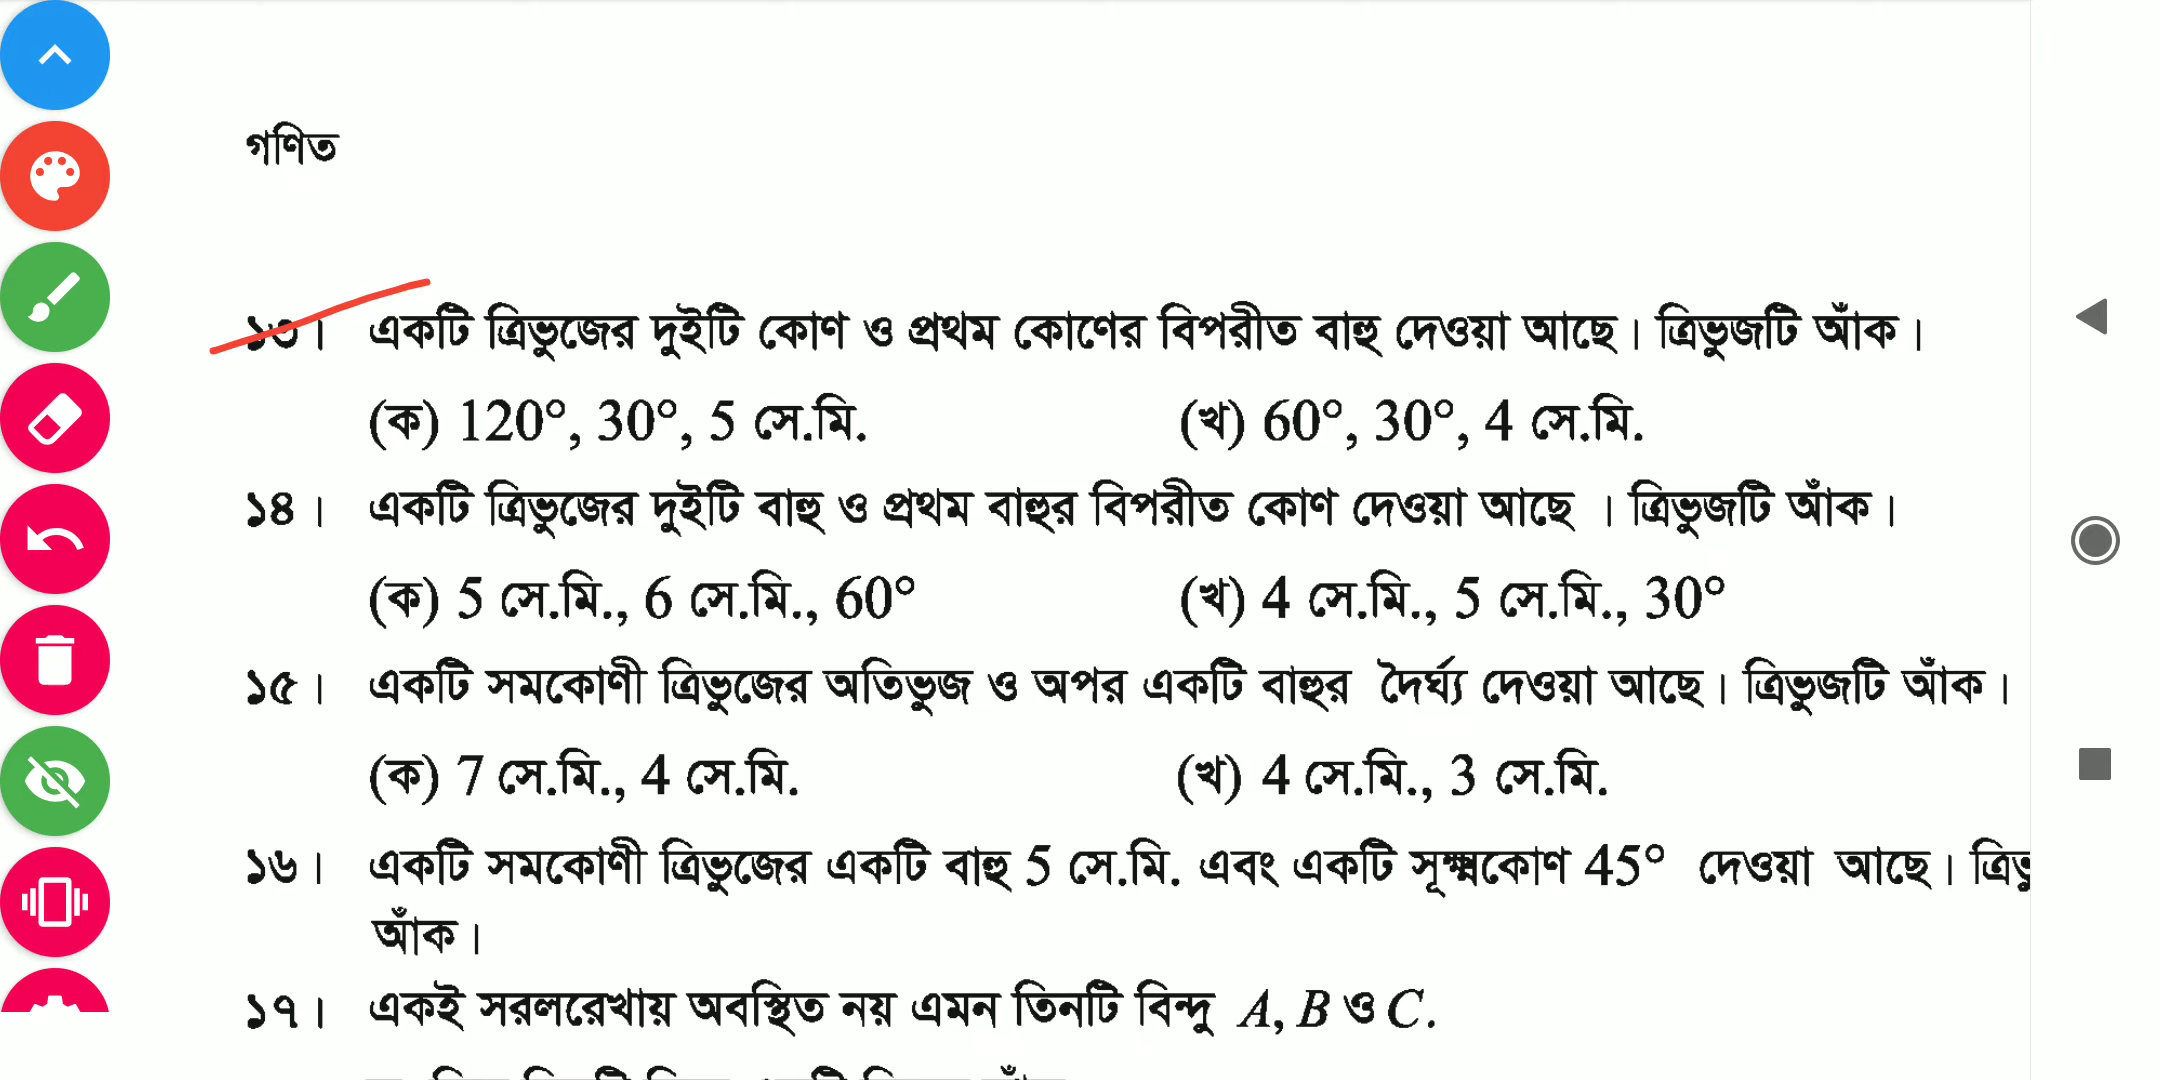 গণিত
১৩। একটি ত্রিভুজের দুইটি কোণ ও প্রথম কোণের বিপরীত বাহু দেওয়া আছে। ত্রিভুজটি আঁক।
(ক) 120°, 30°, 5 সে.মি. (খ) 60°, 30°, 4 সে.মি.
১৪। একটি ত্রিভুজের দুইটি বাহু ও প্রথম বাহুর বিপরীত কোণ দেওয়া আছে । ত্রিভুজটি আঁক।
(ক) 5 সে.মি., 6 সে.মি., 60° (খ) 4 সে.মি., 5 সে.মি., 30°
১৫। একটি সমকোণী ত্রিভুজের অতিভুজ ও অপর একটি বাহুর দৈর্ঘ্য দেওয়া আছে। ত্রিভুজটি আঁক।
(ক) 7 সে.মি., 4 সে.মি. (খ) 4 সে.মি., 3 সে.মি.
১৬। একটি সমকোণী ত্রিভুজের একটি বাহু 5 সে.মি. এবং একটি সূক্ষ্মকোণ 45° দেওয়া আছে।
আঁক।
১৭। একই সরলরেখায় অবস্থিত নয় এমন তিনটি বিন্দু A, B ও C.